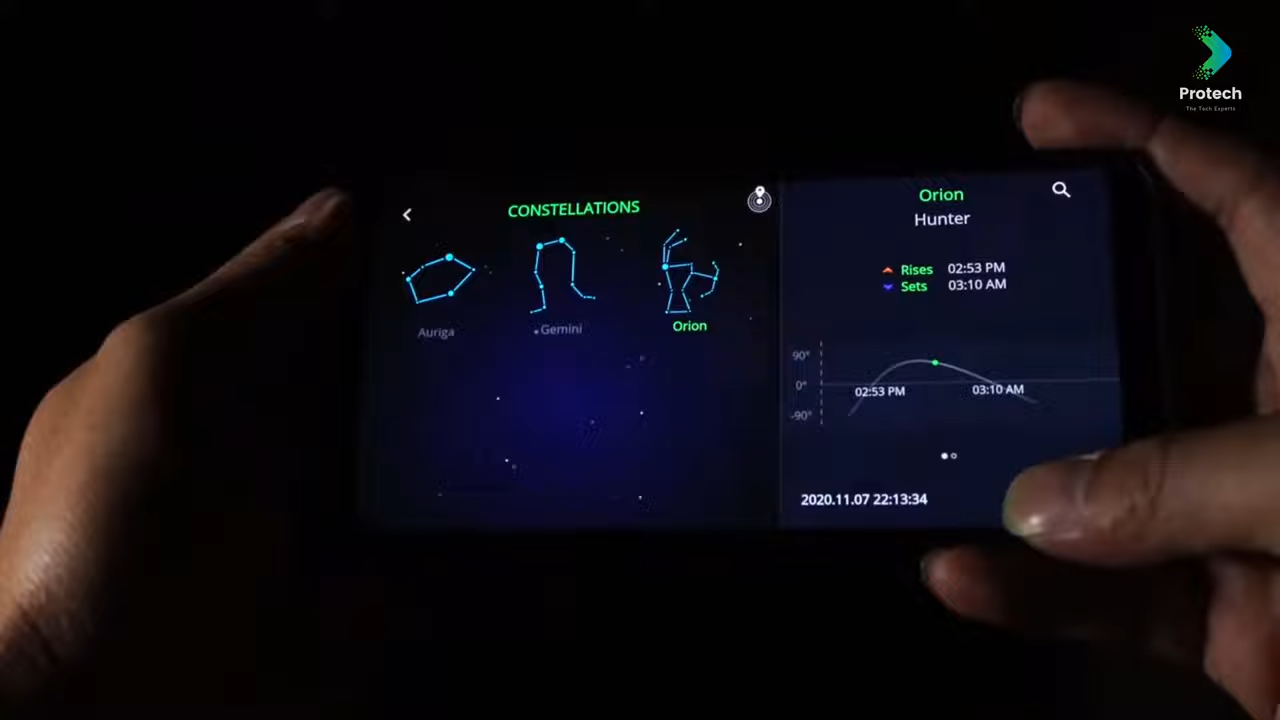 Protech
The Tech Experts
CONSTELLATIONS
Auriga
Gemini
Orion
Orion
Hunter
Rises 02:53 PM
Sets 03:10 AM
90°
0°
-90°
02:53 PM
03:10 AM
2020.11.07 22:13:34